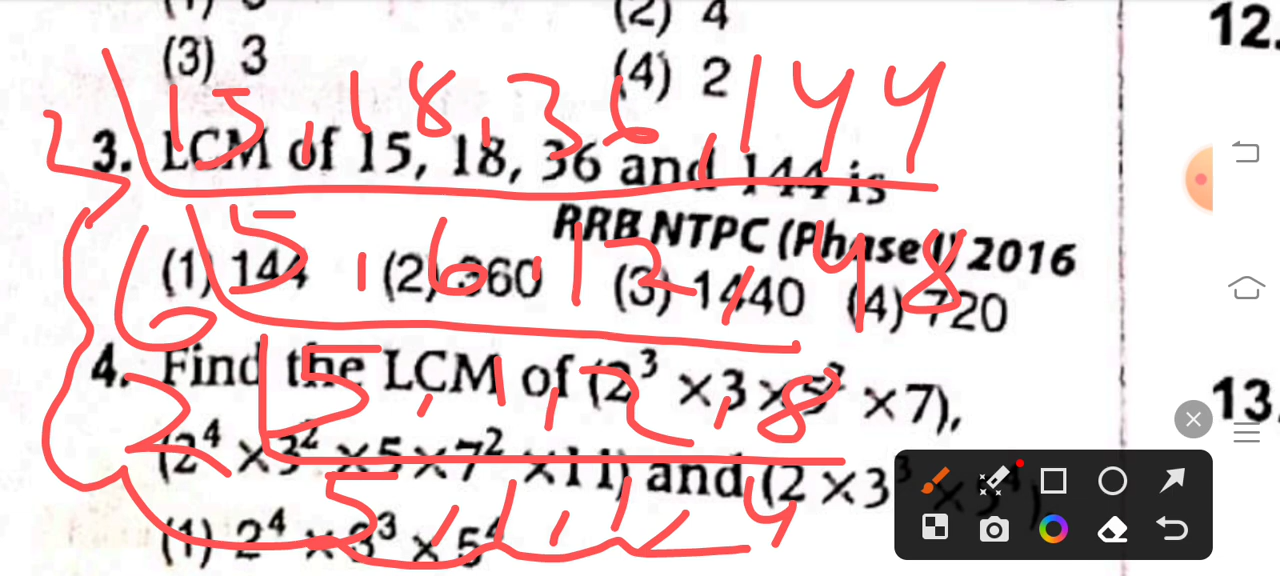 (2) 4
(3) 3
(4) 2
12.
15, 18, 36, 144
3. LCM of 15, 18, 36 and 144 is
3
RRB NTPC (Phase I) 2016
5, 6, 12, 48
(1) 144 (2) 360 (3) 1440 (4) 720
6
4. Find the LCM of (2³ ×3×5² ×7),
5, 1, 2, 8
13.
2
(2⁴ ×3² ×5×7² ×11) and (2 ×3³
5, 1, 1, 4
(1) 2⁴ × 3³ × 5⁴